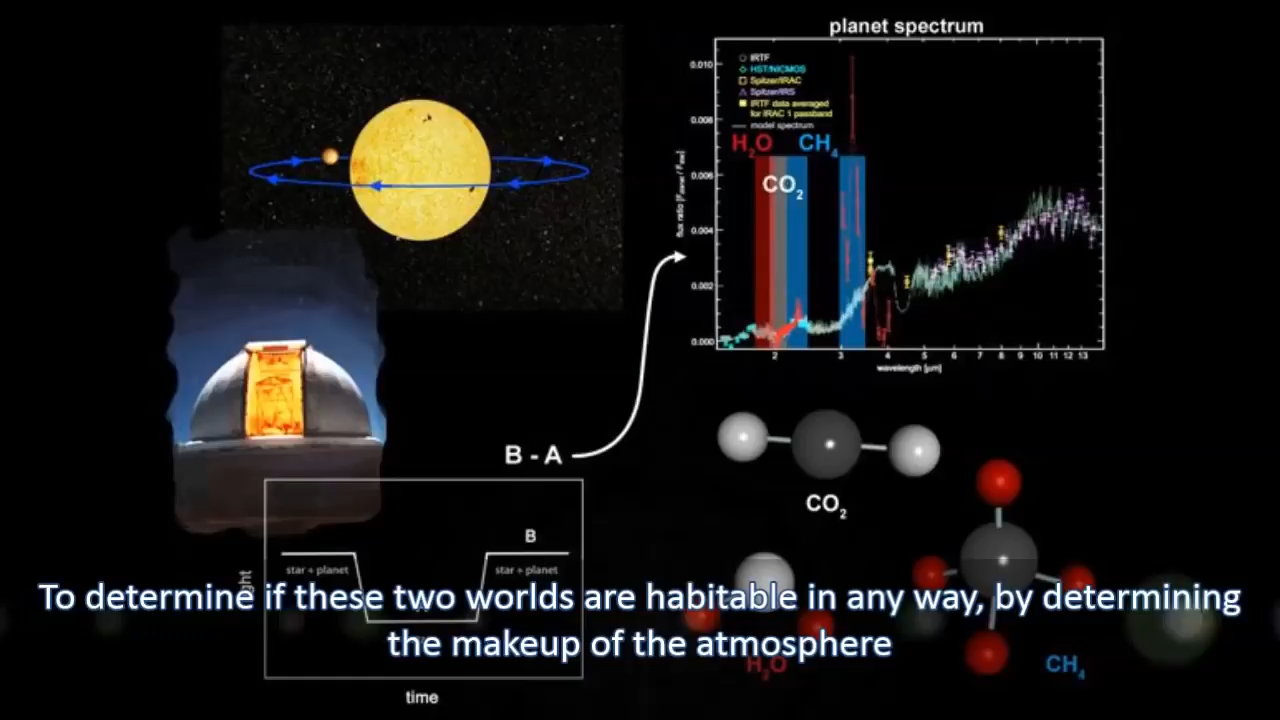 planet spectrum
IRTF
HST/NICMOS
Spitzer/IRAC
Spitzer/IRS
IRTF data averaged
for IRAC 1 passband
model spectrum
H2O CH4
CO2
0.010
0.008
0.006
0.004
0.002
0.000
2 3 4 5 6 7 8 9 10 11 12 13
wavelength [μm]
B - A
CO2
B
star + planet star + planet
To determine if these two worlds are habitable in any way, by determining
the makeup of the atmosphere
H2O CH4
time